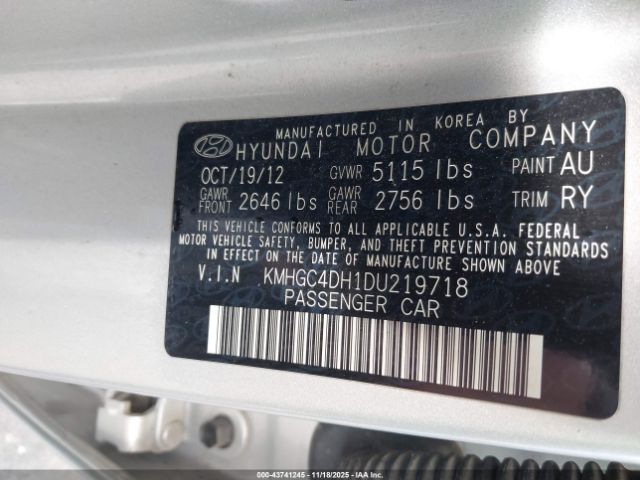 MANUFACTURED IN KOREA BY
HYUNDAI MOTOR COMPANY
OCT/19/12 GVWR 5115 lbs PAINT AU
GAWR FRONT 2646 lbs GAWR REAR 2756 lbs TRIM RY
THIS VEHICLE CONFORMS TO ALL APPLICABLE U.S.A. FEDERAL
MOTOR VEHICLE SAFETY, BUMPER, AND THEFT PREVENTION
STANDARDS IN EFFECT ON THE DATE OF MANUFACTURE SHOWN ABOVE
V.I.N KMHGC4DH1DU219718
PASSENGER CAR
000-43741245 - 11/18/2025 - IAA Inc.